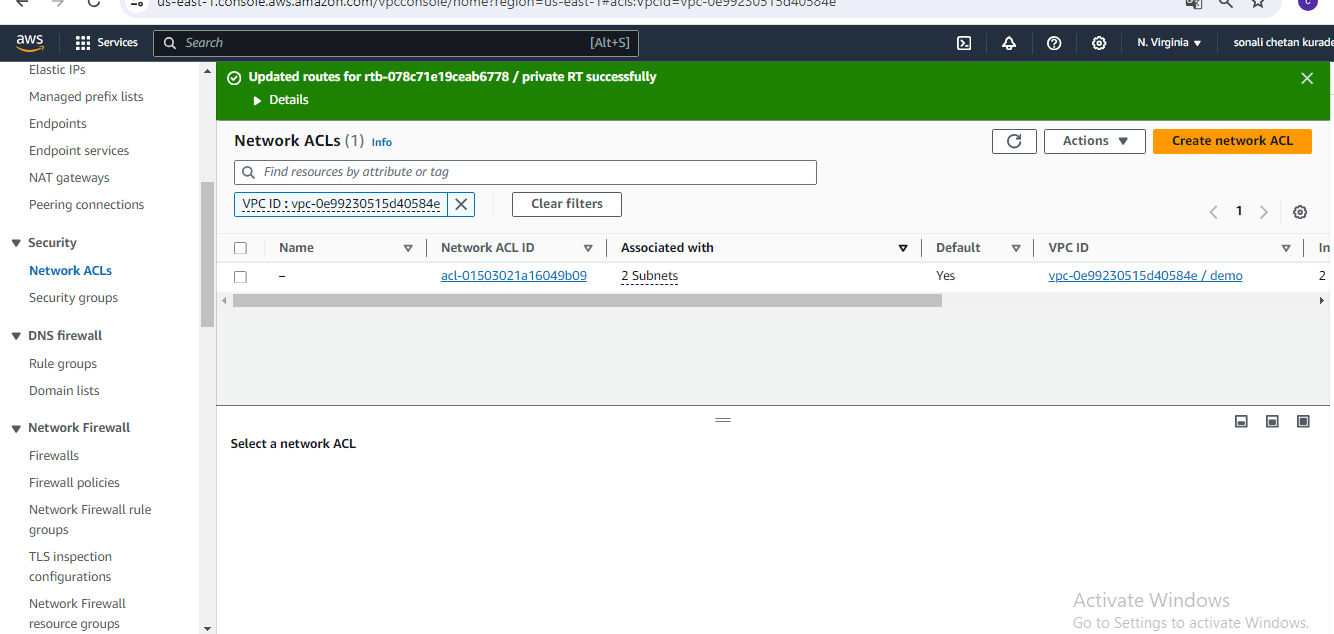 us-east-1.console.aws.amazon.com/vpcconsole/home?region=us-east-1#acls:VpcId=vpc-0e99230515d40584e
aws
Services
Search
[Alt+S]
N. Virginia
sonali chetan kurade
Elastic IPs
Managed prefix lists
Endpoints
Endpoint services
NAT gateways
Peering connections
Security
Network ACLs
Security groups
DNS firewall
Rule groups
Domain lists
Network Firewall
Firewalls
Firewall policies
Network Firewall rule
groups
TLS inspection
configurations
Network Firewall
resource groups
Updated routes for rtb-078c71e19ceab6778 / private RT successfully
Details
Network ACLs (1) Info
Actions
Create network ACL
Find resources by attribute or tag
VPC ID : vpc-0e99230515d40584e
Clear filters
1
Name Network ACL ID Associated with Default VPC ID In
– acl-01503021a16049b09 2 Subnets Yes vpc-0e99230515d40584e / demo 2
Select a network ACL
Activate Windows
Go to Settings to activate Windows.